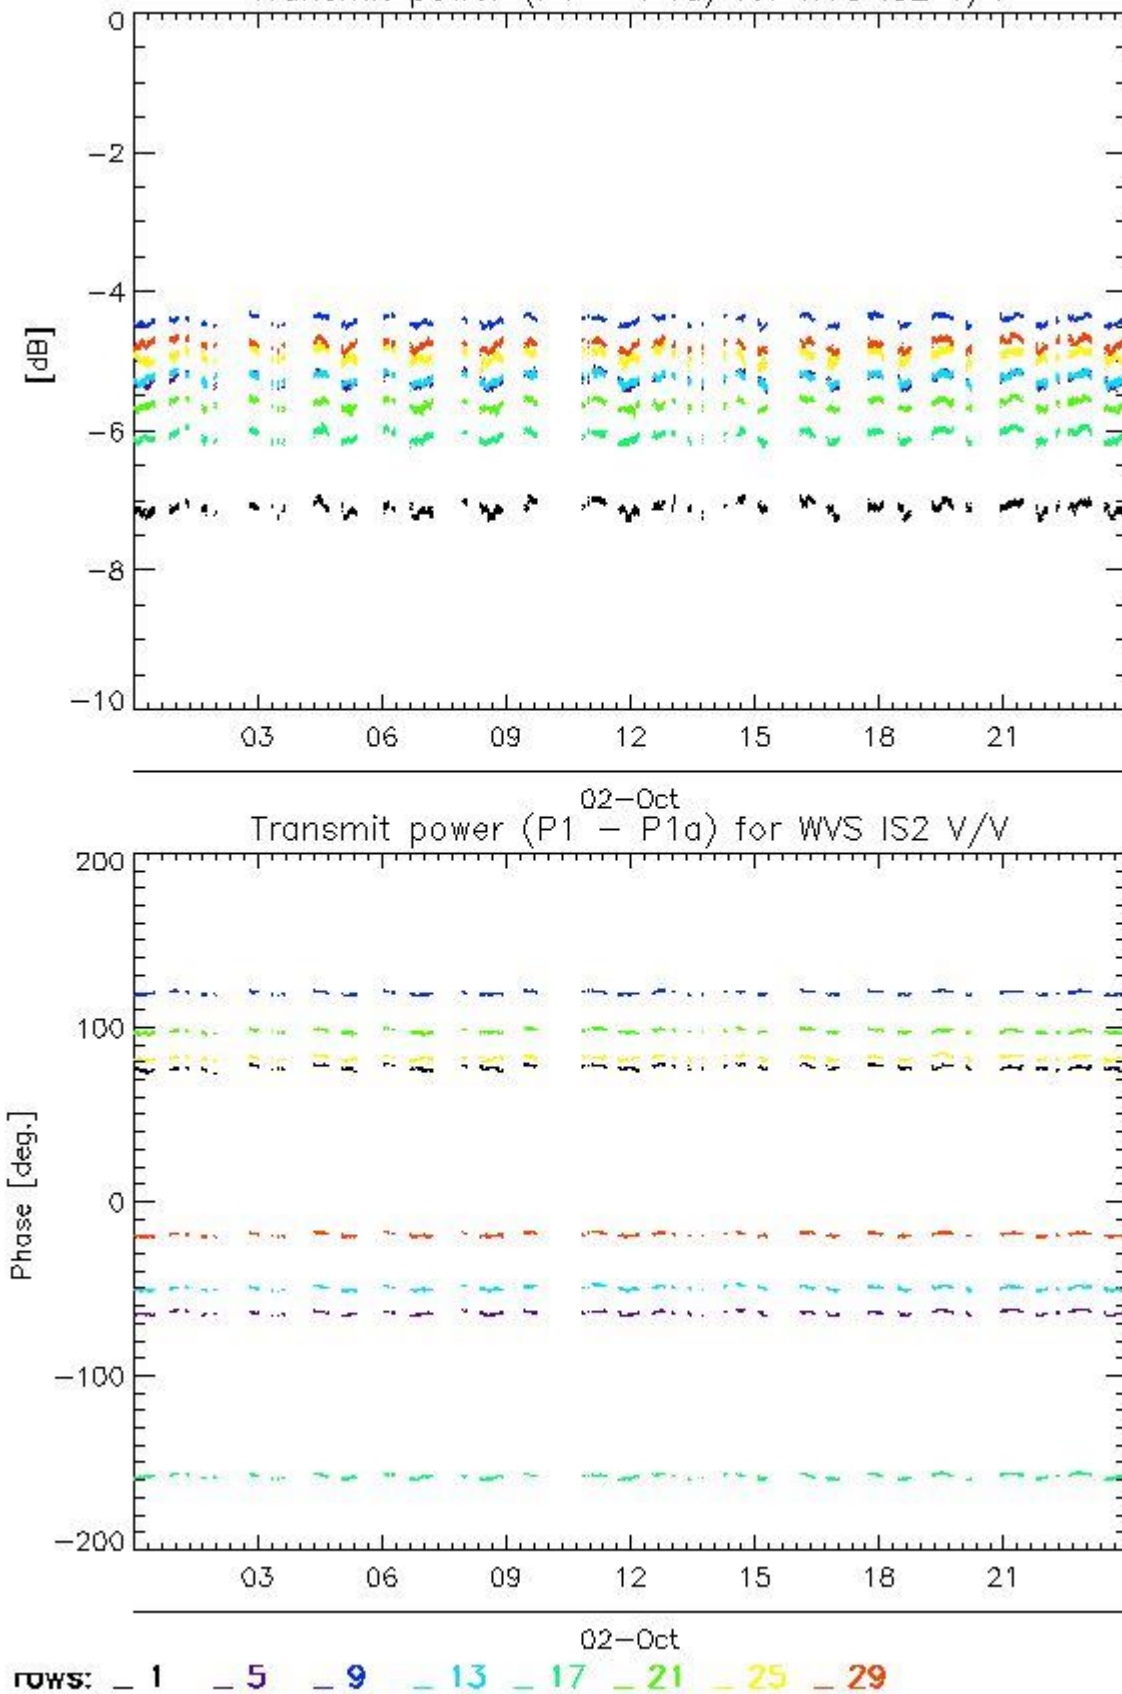 0
−2
−4
[dB]
−6
−8
−10
03 06 09 12 15 18 21
02−Oct
Transmit power (P1 − P1a) for WVS IS2 V/V
200
100
0
Phase [deg.]
−100
−200
03 06 09 12 15 18 21
02−Oct
rows: _ 1 _ 5 _ 9 _ 13 _ 17 _ 21 _ 25 _ 29